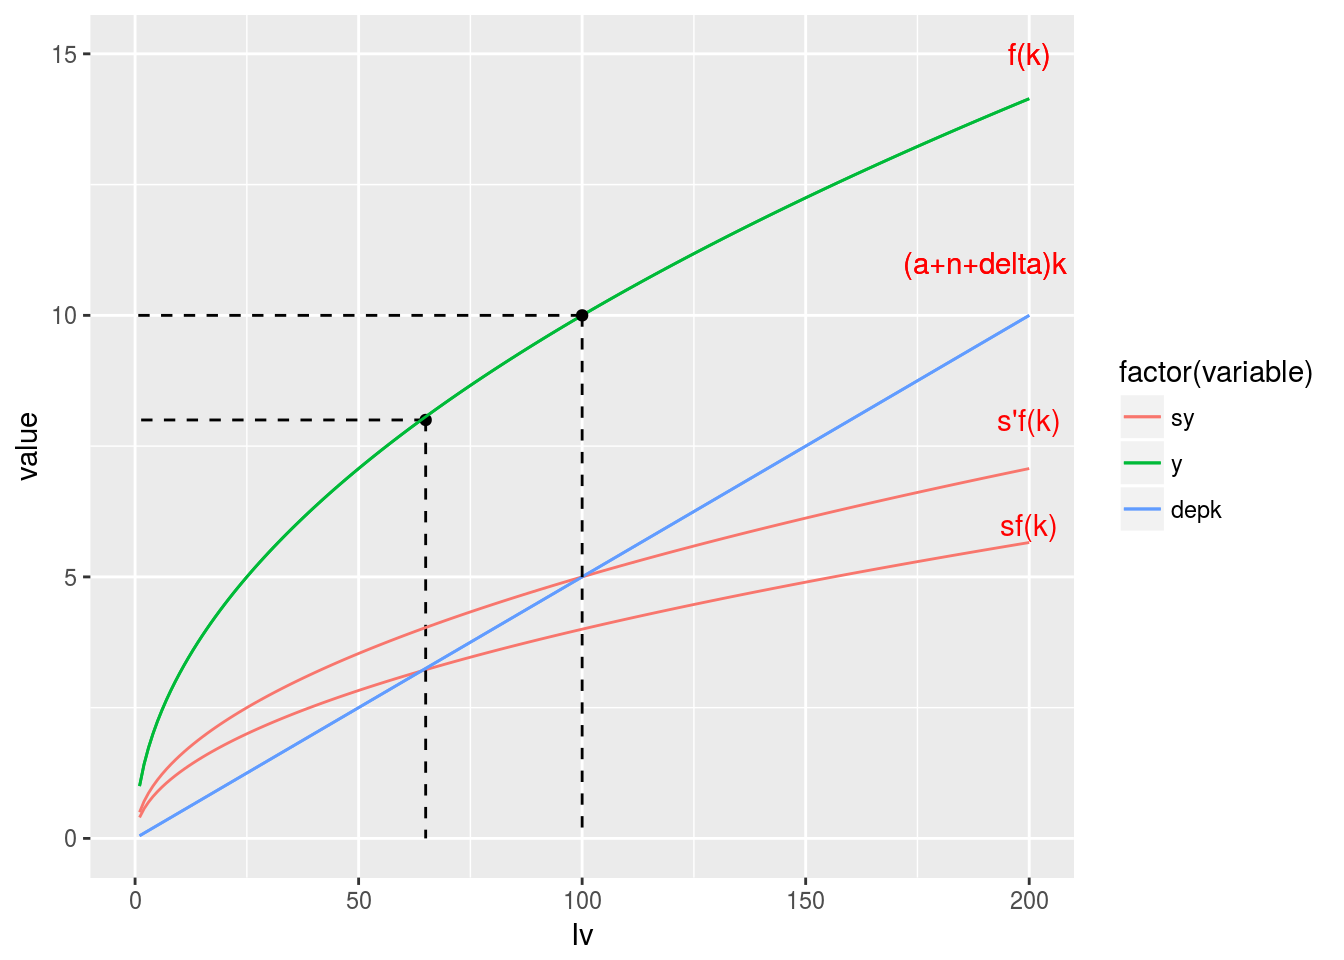 f(k)
(a+n+delta)k
s'f(k)
sf(k)
15
10
5
0
value
0 50 100 150 200
lv
factor(variable)
sy
y
depk